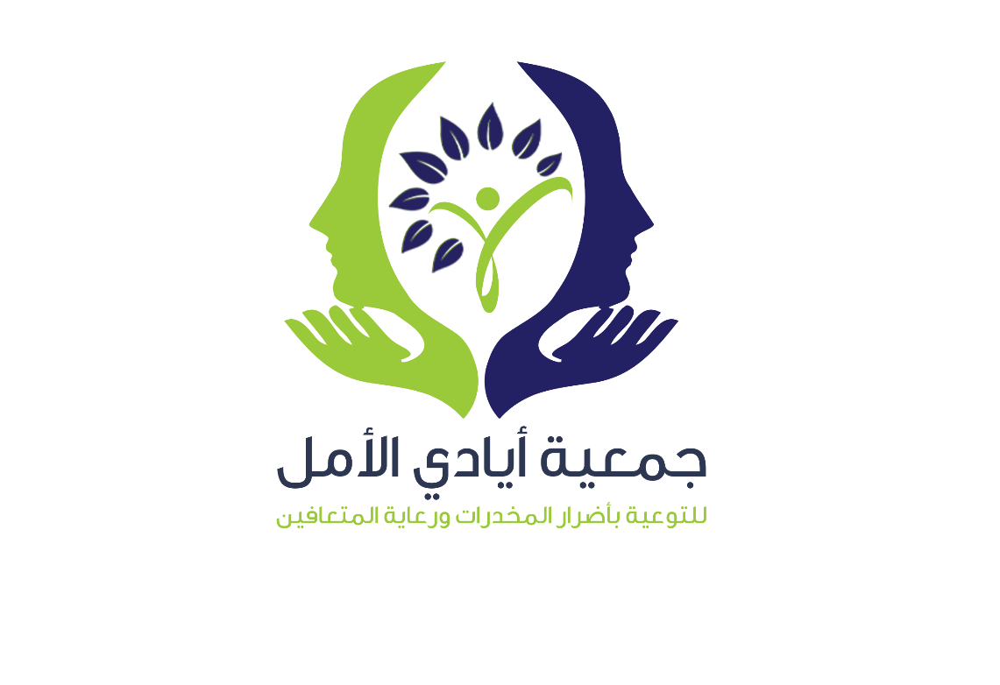 جمعية أيادي الأمل
للتوعية بأضرار المخدرات ورعاية المتعافين